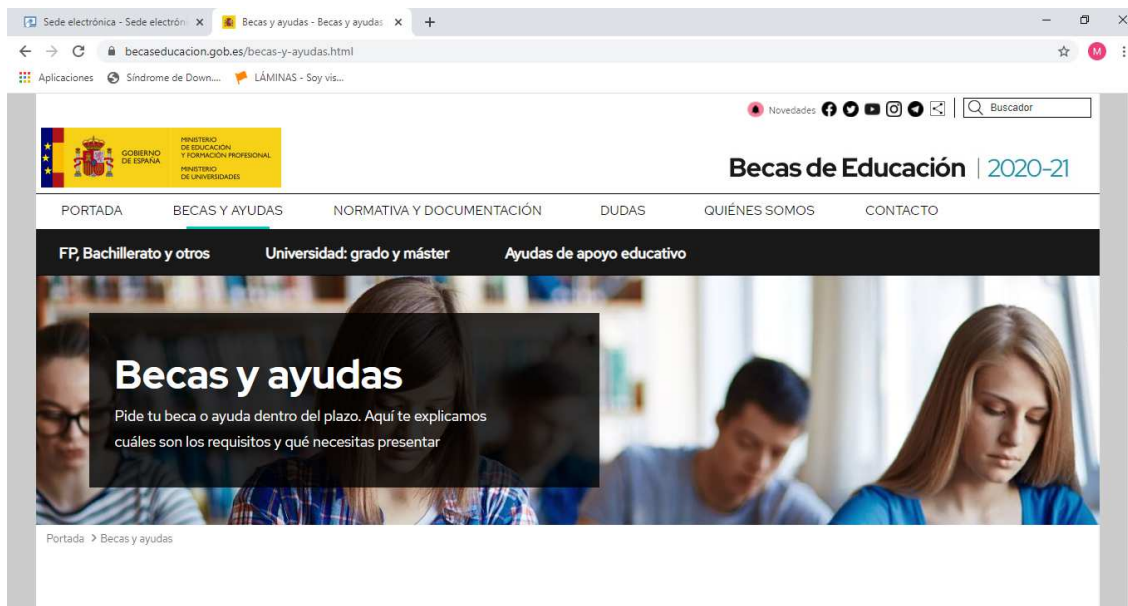 Sede electrónica - Sede electróni
Becas y ayudas - Becas y ayudas
becaseducacion.gob.es/becas-y-ayudas.html
M
Aplicaciones
Síndrome de Down....
LÁMINAS - Soy vis...
Novedades
Buscador
GOBIERNO
DE ESPAÑA
MINISTERIO
DE EDUCACIÓN
Y FORMACIÓN PROFESIONAL
MINISTERIO
DE UNIVERSIDADES
Becas de Educación | 2020-21
PORTADA
BECAS Y AYUDAS
NORMATIVA Y DOCUMENTACIÓN
DUDAS
QUIÉNES SOMOS
CONTACTO
FP, Bachillerato y otros
Universidad: grado y máster
Ayudas de apoyo educativo
Becas y ayudas
Pide tu beca o ayuda dentro del plazo. Aquí te explicamos
cuáles son los requisitos y qué necesitas presentar
Portada > Becas y ayudas